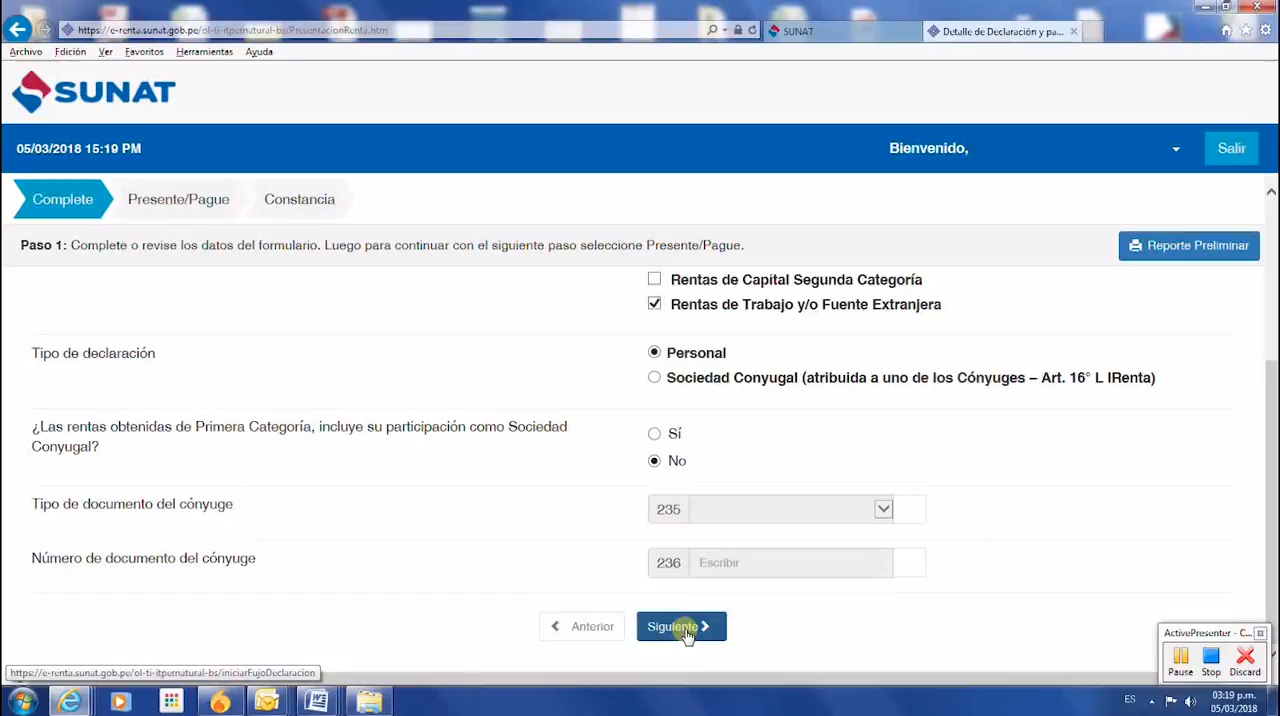 https://e-renta.sunat.gob.pe/ol-ti-itpernatural-bs/PresentacionRenta.htm
SUNAT
Detalle de Declaración y pa...
Archivo Edición Ver Favoritos Herramientas Ayuda
SUNAT
05/03/2018 15:19 PM
Bienvenido,
Salir
Complete
Presente/Pague
Constancia
Paso 1: Complete o revise los datos del formulario. Luego para continuar con el siguiente paso seleccione Presente/Pague.
Reporte Preliminar
Rentas de Capital Segunda Categoría
Rentas de Trabajo y/o Fuente Extranjera
Tipo de declaración
Personal
Sociedad Conyugal (atribuida a uno de los Cónyuges – Art. 16° L IRenta)
¿Las rentas obtenidas de Primera Categoría, incluye su participación como Sociedad
Conyugal?
Sí
No
Tipo de documento del cónyuge
235
Número de documento del cónyuge
236 Escribir
Anterior
Siguiente
ActivePresenter - C...
Pause Stop Discard
https://e-renta.sunat.gob.pe/ol-ti-itpernatural-bs/iniciarFujoDeclaracion
ES
03:19 p.m.
05/03/2018